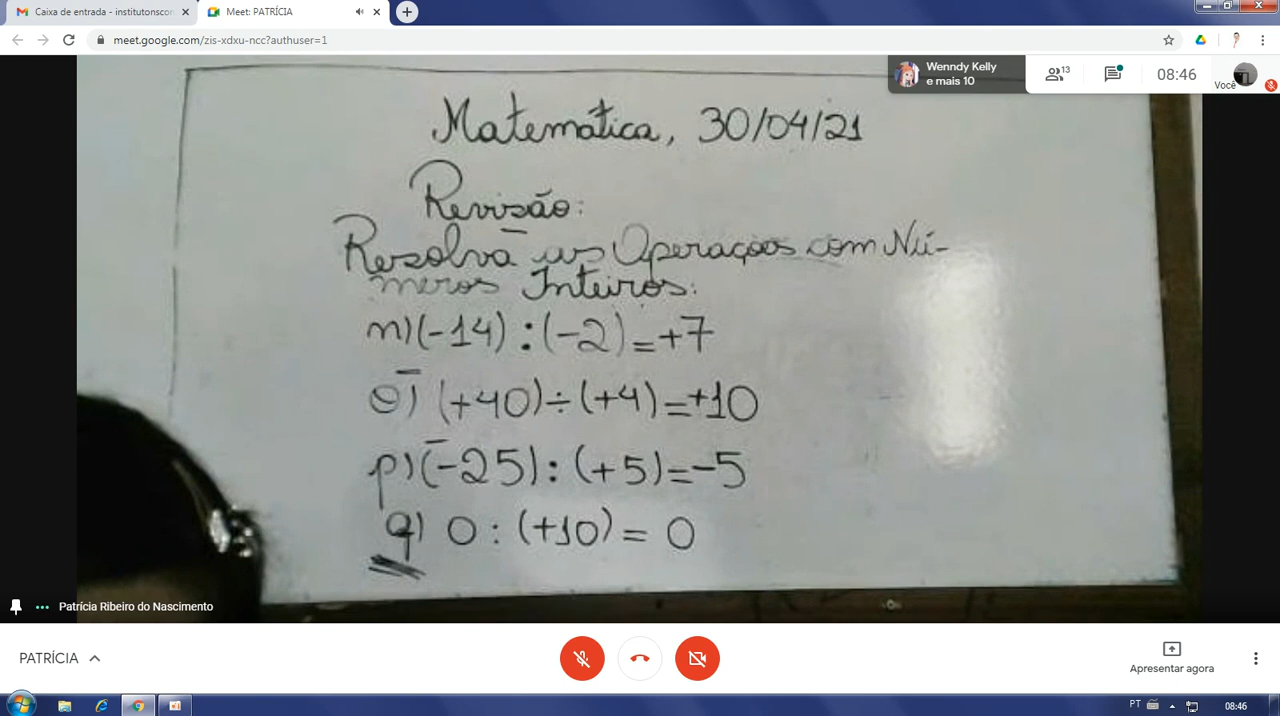 Caixa de entrada - institutonscon
Meet: PATRÍCIA
meet.google.com/zis-xdxu-ncc?authuser=1
Wenndy Kelly
e mais 10
13
08:46
Você
Matemática, 30/04/21
Revisão:
Resolva as Operaçoos com Nú-
meros Inteiros:
n) (-14) : (-2) = +7
o) (+40) ÷ (+4) = +10
p) (-25) : (+5) = -5
q) 0 : (+10) = 0
Patrícia Ribeiro do Nascimento
PATRÍCIA
Apresentar agora
PT
08:46